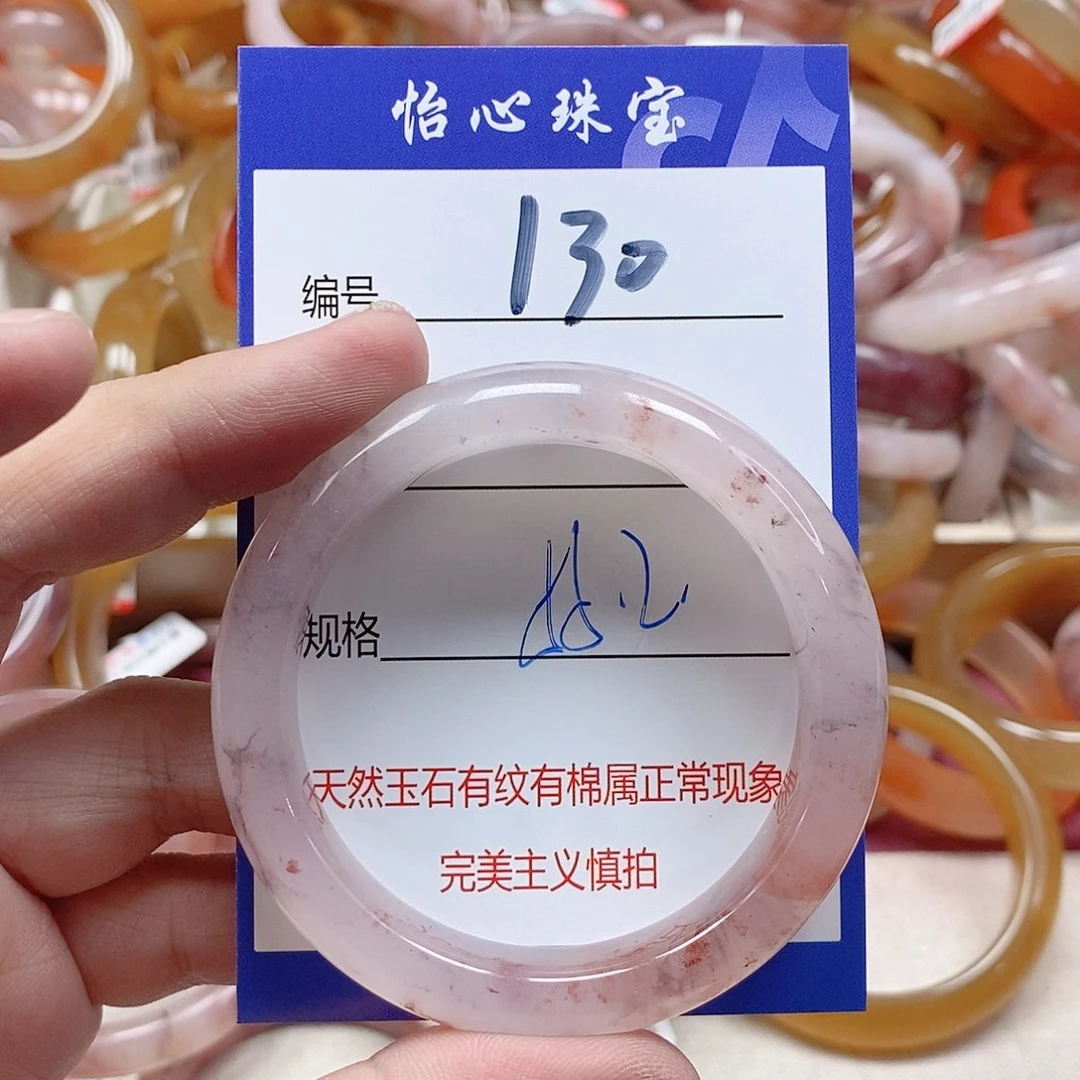 怡心珠宝
编号 130
规格
天然玉石有纹有棉属正常现象
完美主义慎拍